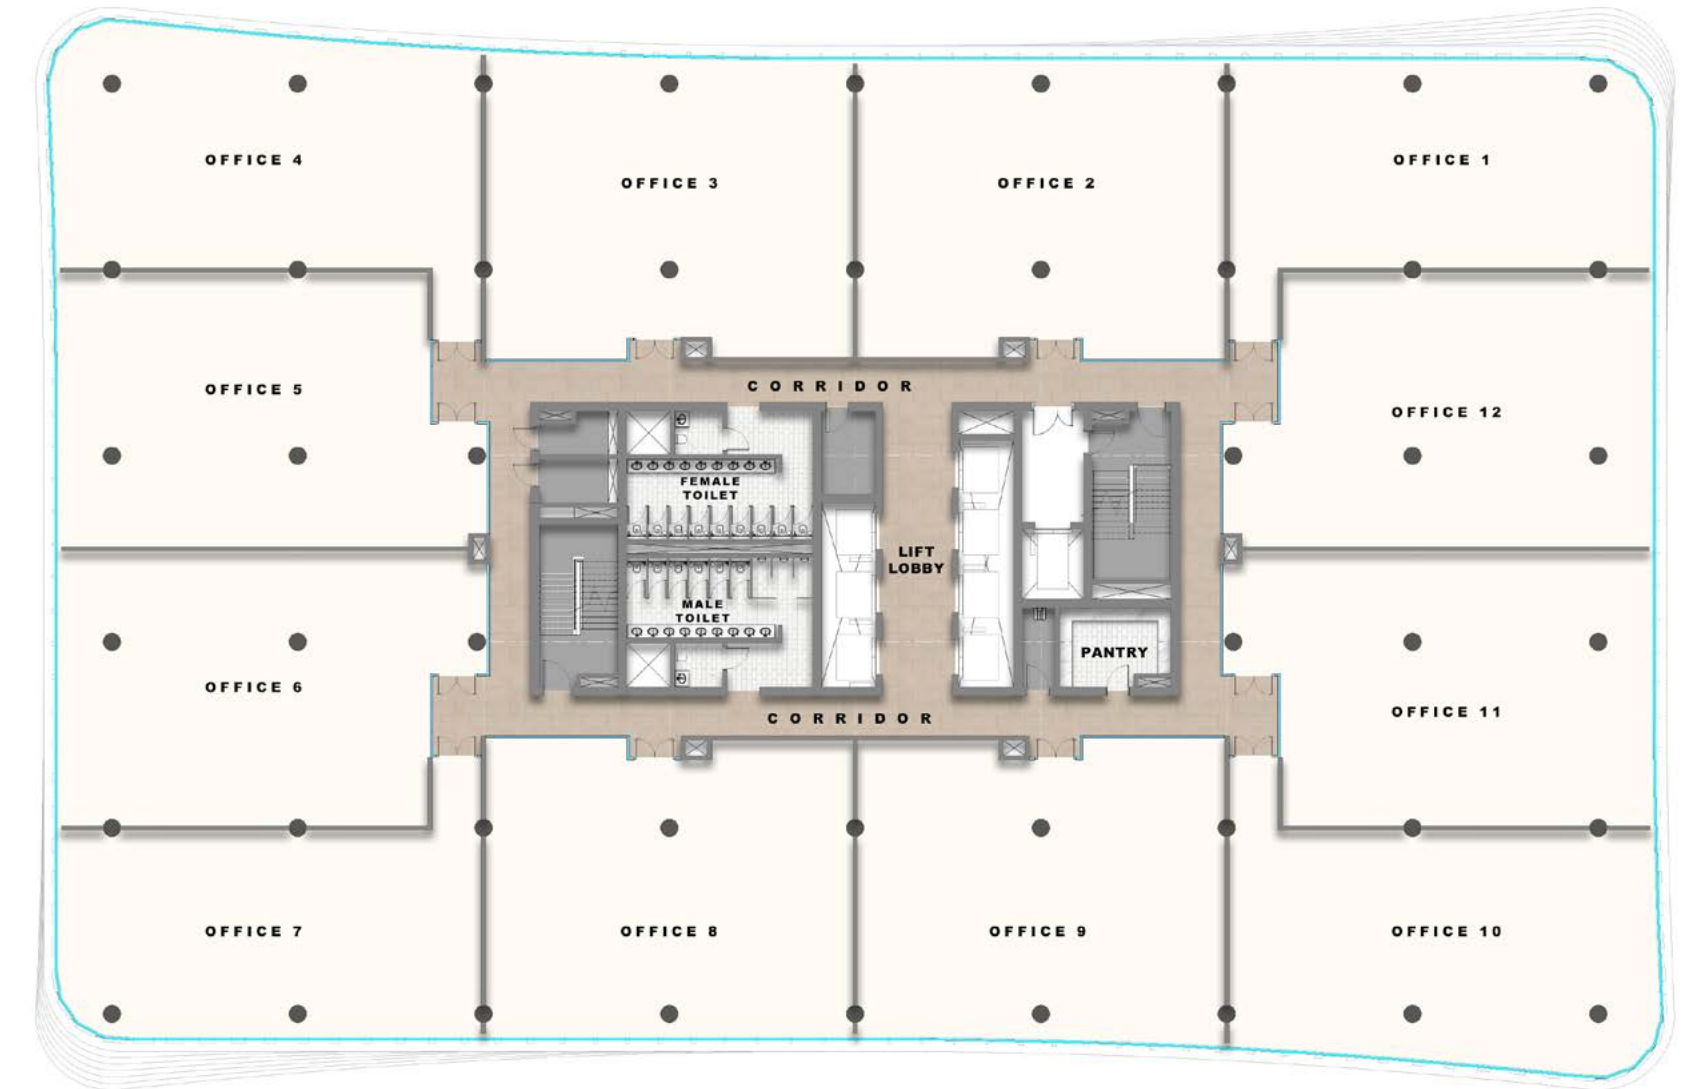 OFFICE 4
OFFICE 3
OFFICE 2
OFFICE 1
OFFICE 5
CORRIDOR
OFFICE 12
FEMALE
TOILET
LIFT
LOBBY
MALE
TOILET
PANTRY
OFFICE 6
OFFICE 11
CORRIDOR
OFFICE 7
OFFICE 8
OFFICE 9
OFFICE 10